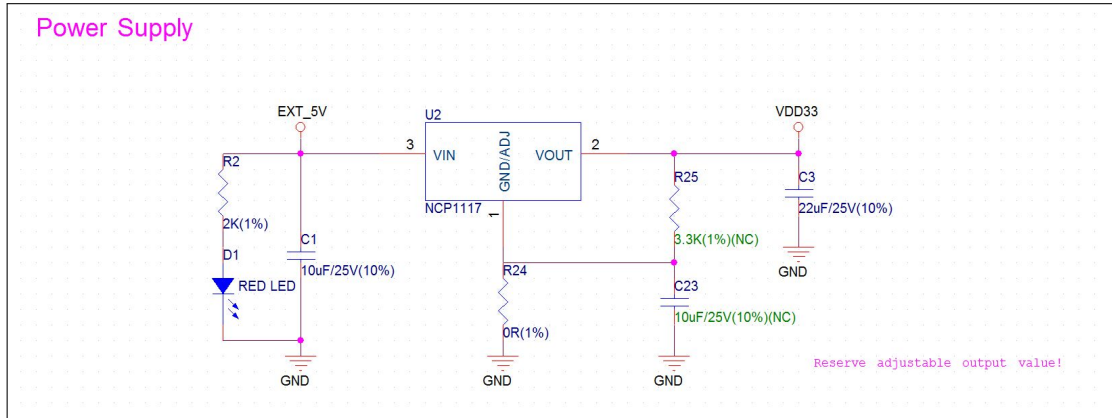 Power Supply
EXT_5V
U2
VDD33
3
VIN
GND/ADJ
VOUT
2
R2
R25
C3
NCP1117
1
22uF/25V(10%)
2K(1%)
C1
3.3K(1%)(NC)
D1
10uF/25V(10%)
R24
GND
RED LED
C23
0R(1%)
10uF/25V(10%)(NC)
GND
GND
GND
Reserve adjustable output value!